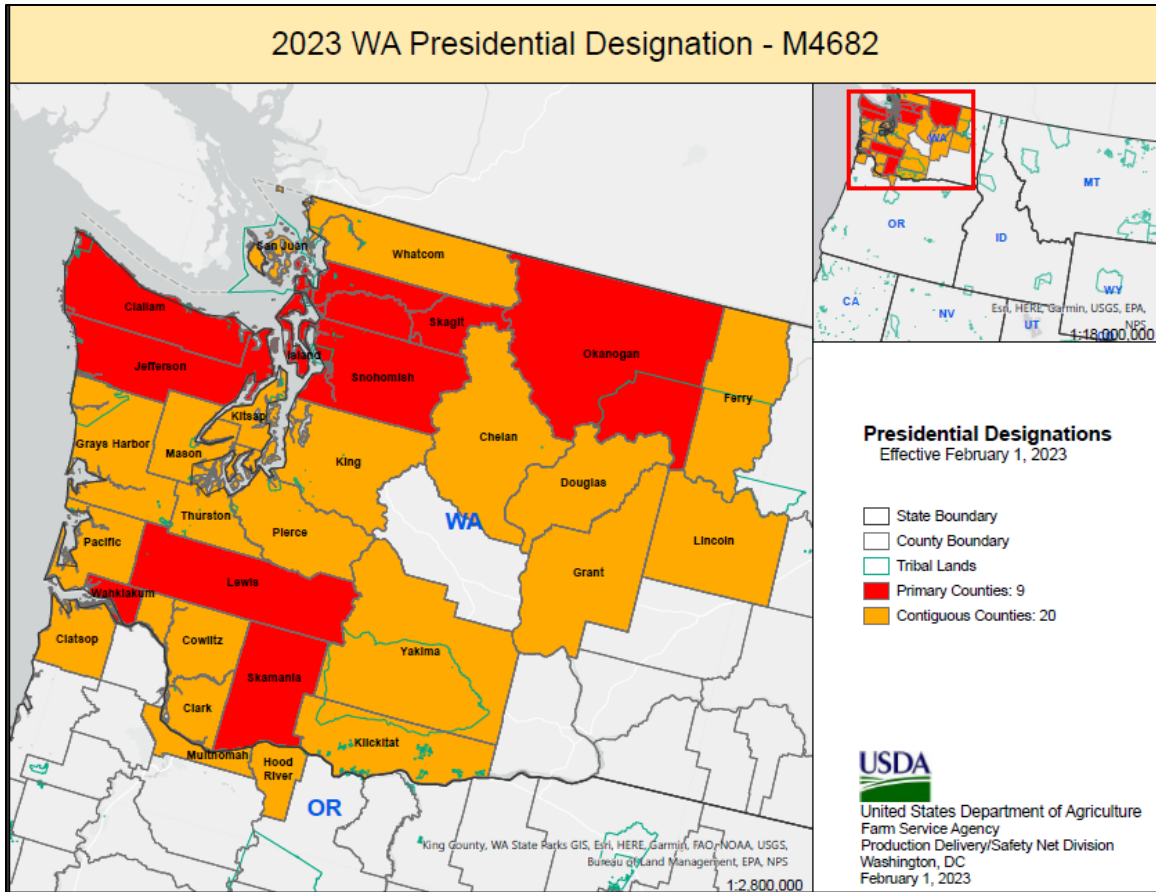 2023 WA Presidential Designation - M4682
San Juan
Whatcom
Clallam
Skagit
Island
Okanogan
Jefferson
Snohomish
Ferry
Kitsap
Grays Harbor
Mason
King
Chelan
Douglas
WA
Thurston
Pierce
Lincoln
Pacific
Grant
Lewis
Wahkiakum
Clatsop
Cowlitz
Yakima
Skamania
Clark
Klickitat
Multnomah
Hood
River
OR
King County, WA State Parks GIS, Esri, HERE, Garmin, FAO, NOAA, USGS,
Bureau of Land Management, EPA, NPS
1:2,800,000
WA
MT
OR
ID
WY
CA
NV
UT
Esri, HERE, Garmin, USGS, EPA,
NPS
1:18,000,000
Presidential Designations
Effective February 1, 2023
State Boundary
County Boundary
Tribal Lands
Primary Counties: 9
Contiguous Counties: 20
USDA
United States Department of Agriculture
Farm Service Agency
Production Delivery/Safety Net Division
Washington, DC
February 1, 2023